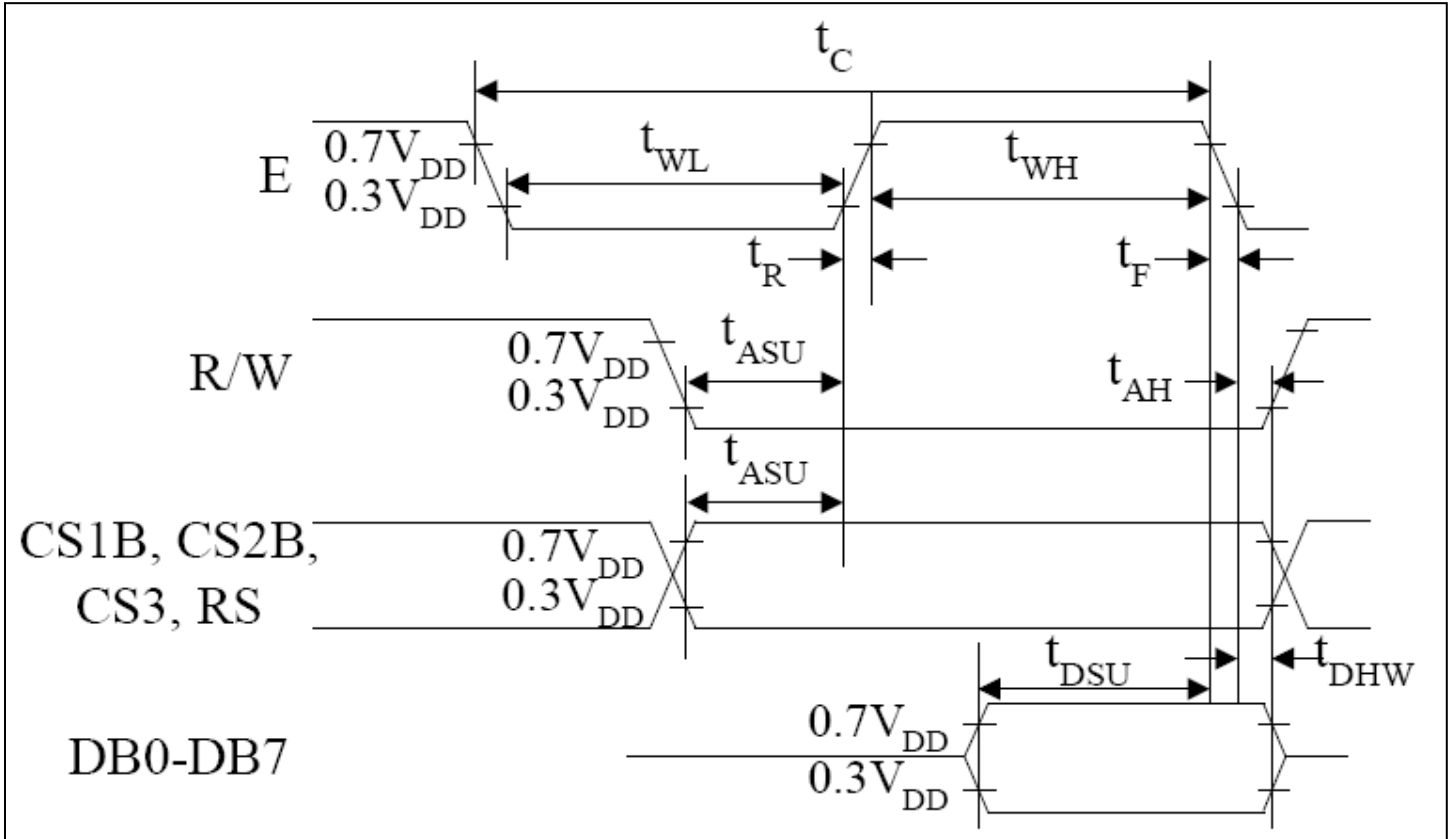 tC
E
0.7VDD
0.3VDD
tWL
tWH
tR
tF
R/W
0.7VDD
0.3VDD
tASU
tAH
tASU
CS1B, CS2B,
CS3, RS
0.7VDD
0.3VDD
tDSU
tDHW
DB0-DB7
0.7VDD
0.3VDD